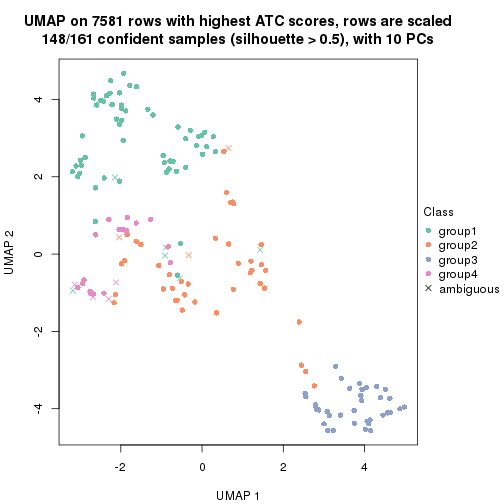 UMAP on 7581 rows with highest ATC scores, rows are scaled
148/161 confident samples (silhouette > 0.5), with 10 PCs
4
2
0
-2
-4
UMAP 2
-2
0
2
4
UMAP 1
Class
group1
group2
group3
group4
ambiguous